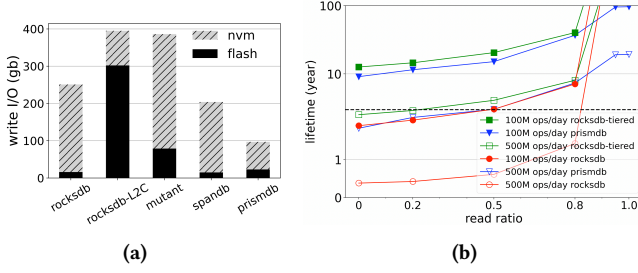 write I/O (gb)
400
300
200
100
0
nvm
flash
rocksdb
rocksdb-L2C
mutant
spandb
prismdb
(a)
lifetime (year)
10
1
0
100M ops/day rocksdb-tiered
100M ops/day prismdb
500M ops/day rocksdb-tiered
100M ops/day rocksdb
500M ops/day prismdb
500M ops/day rocksdb
0 0.2 0.5 0.8 1.0
read ratio
(b)